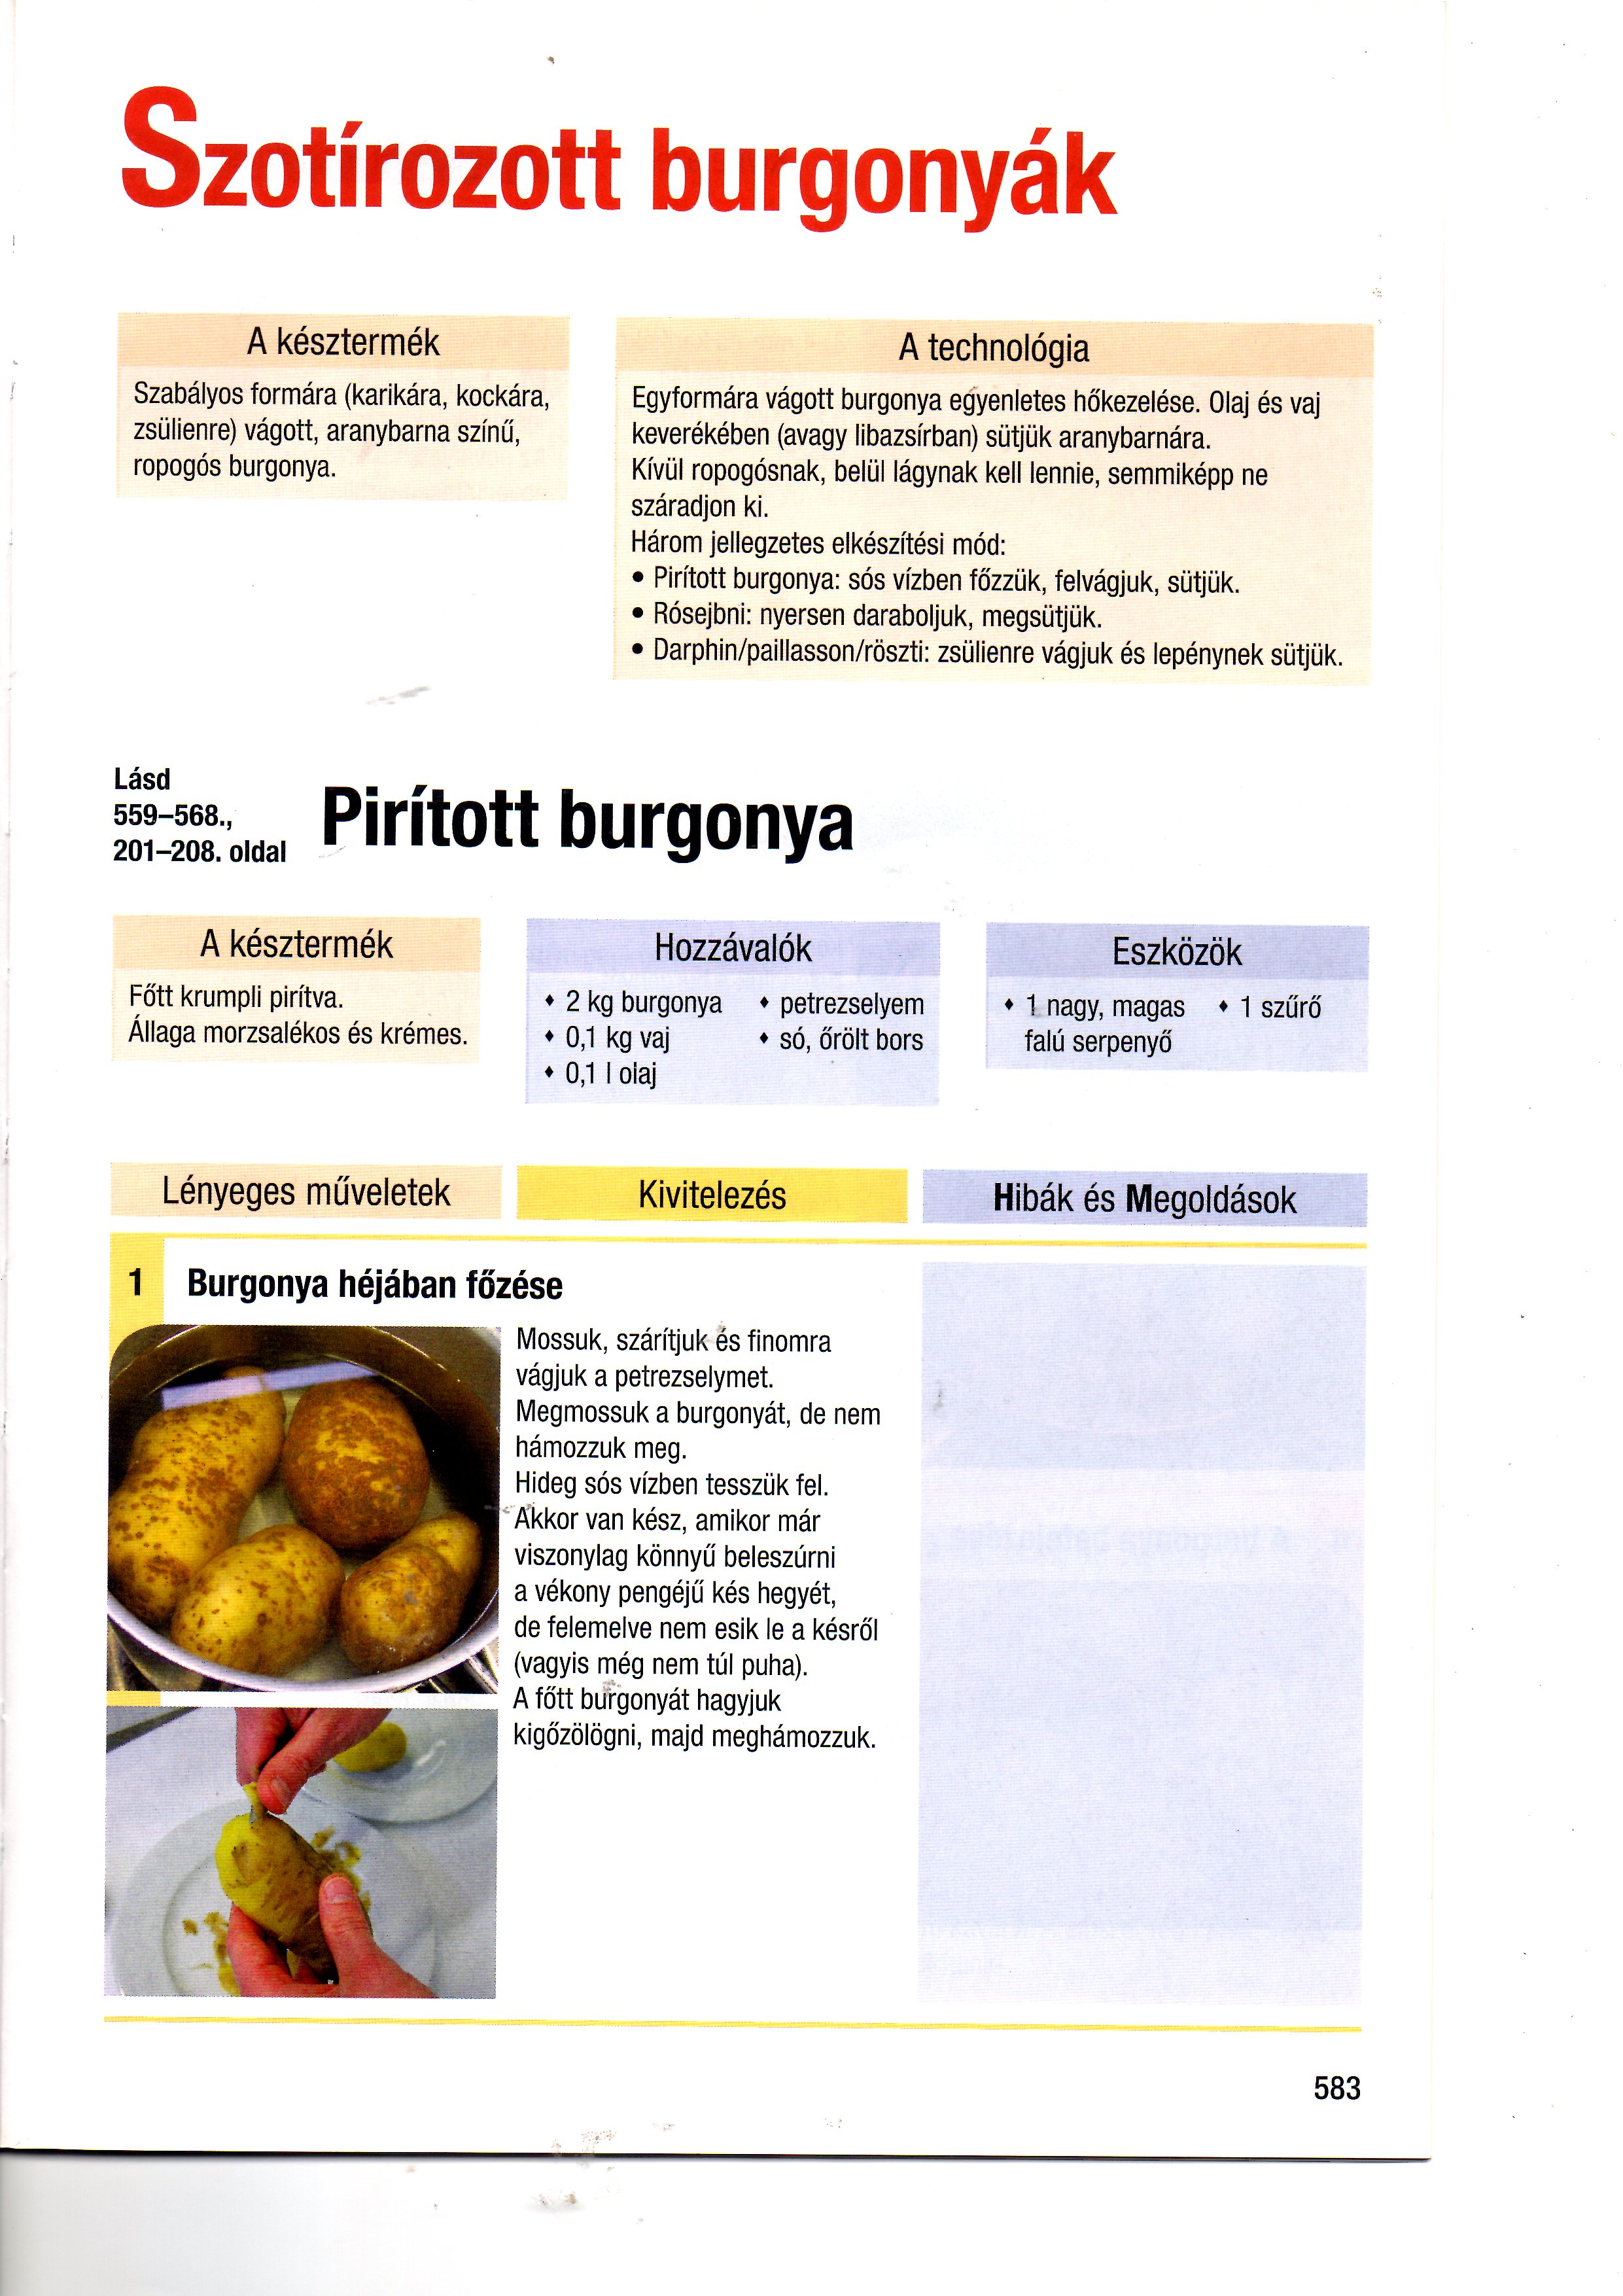 Szotírozott burgonyák
A késztermék
Szabályos formára (karikára, kockára,
zsülienre) vágott, aranybarna színű,
ropogós burgonya.
A technológia
Egyformára vágott burgonya egyenletes hőkezelése. Olaj és vaj
keverékében (avagy libazsírban) sütjük aranybarnára.
Kívül ropogósnak, belül lágynak kell lennie, semmiképp ne
száradjon ki.
Három jellegzetes elkészítési mód:
• Pirított burgonya: sós vízben főzzük, felvágjuk, sütjük.
• Rósejbni: nyersen daraboljuk, megsütjük.
• Darphin/paillasson/röszti: zsülienre vágjuk és lepénynek sütjük.
Lásd
559–568.,
201–208. oldal
Pirított burgonya
A késztermék
Főtt krumpli pirítva.
Állaga morzsalékos és krémes.
Hozzávalók
♦ 2 kg burgonya
♦ 0,1 kg vaj
♦ 0,1 l olaj
♦ petrezselyem
♦ só, őrölt bors
Eszközök
♦ 1 nagy, magas
falú serpenyő
♦ 1 szűrő
Lényeges műveletek
Kivitelezés
Hibák és Megoldások
1 Burgonya héjában főzése
Mossuk, szárítjuk és finomra
vágjuk a petrezselymet.
Megmossuk a burgonyát, de nem
hámozzuk meg.
Hideg sós vízben tesszük fel.
Akkor van kész, amikor már
viszonylag könnyű beleszúrni
a vékony pengéjű kés hegyét,
de felemelve nem esik le a késről
(vagyis még nem túl puha).
A főtt burgonyát hagyjuk
kigőzölögni, majd meghámozzuk.
583